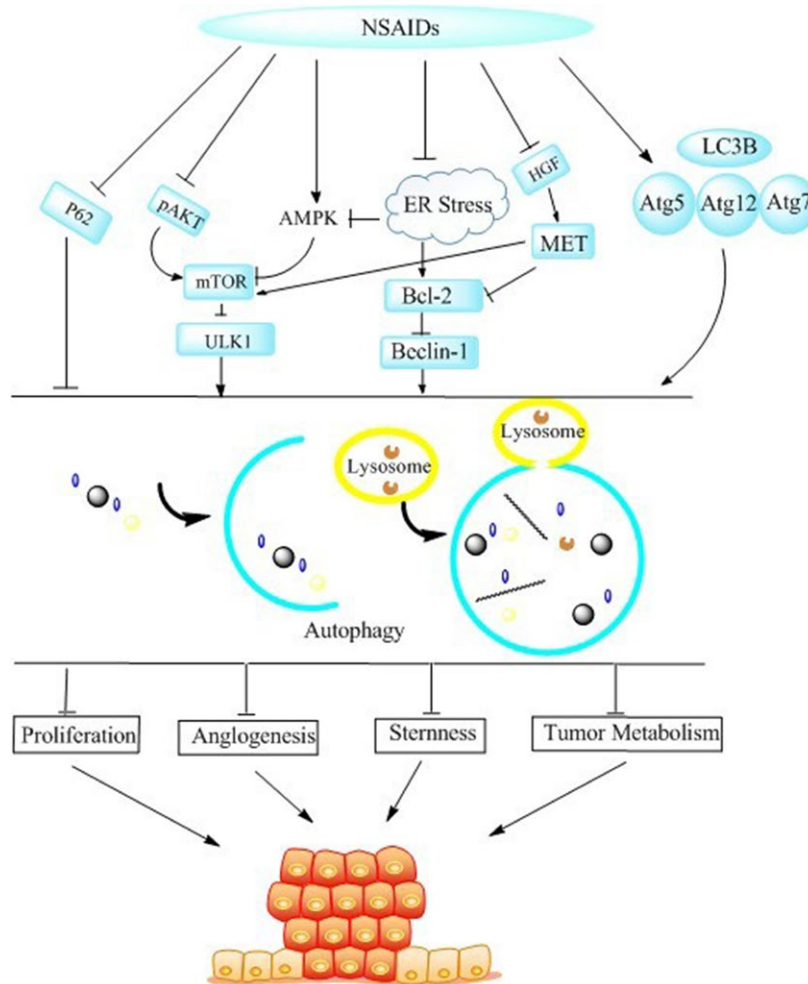 NSAIDs
LC3B
HGF
P62
pAKT
AMPK
ER Stress
Atg5
Atg12
Atg7
MET
mTOR
Bcl-2
ULK1
Beclin-1
Lysosome
Lysosome
Autophagy
Proliferation
Anglogenesis
Sternness
Tumor Metabolism